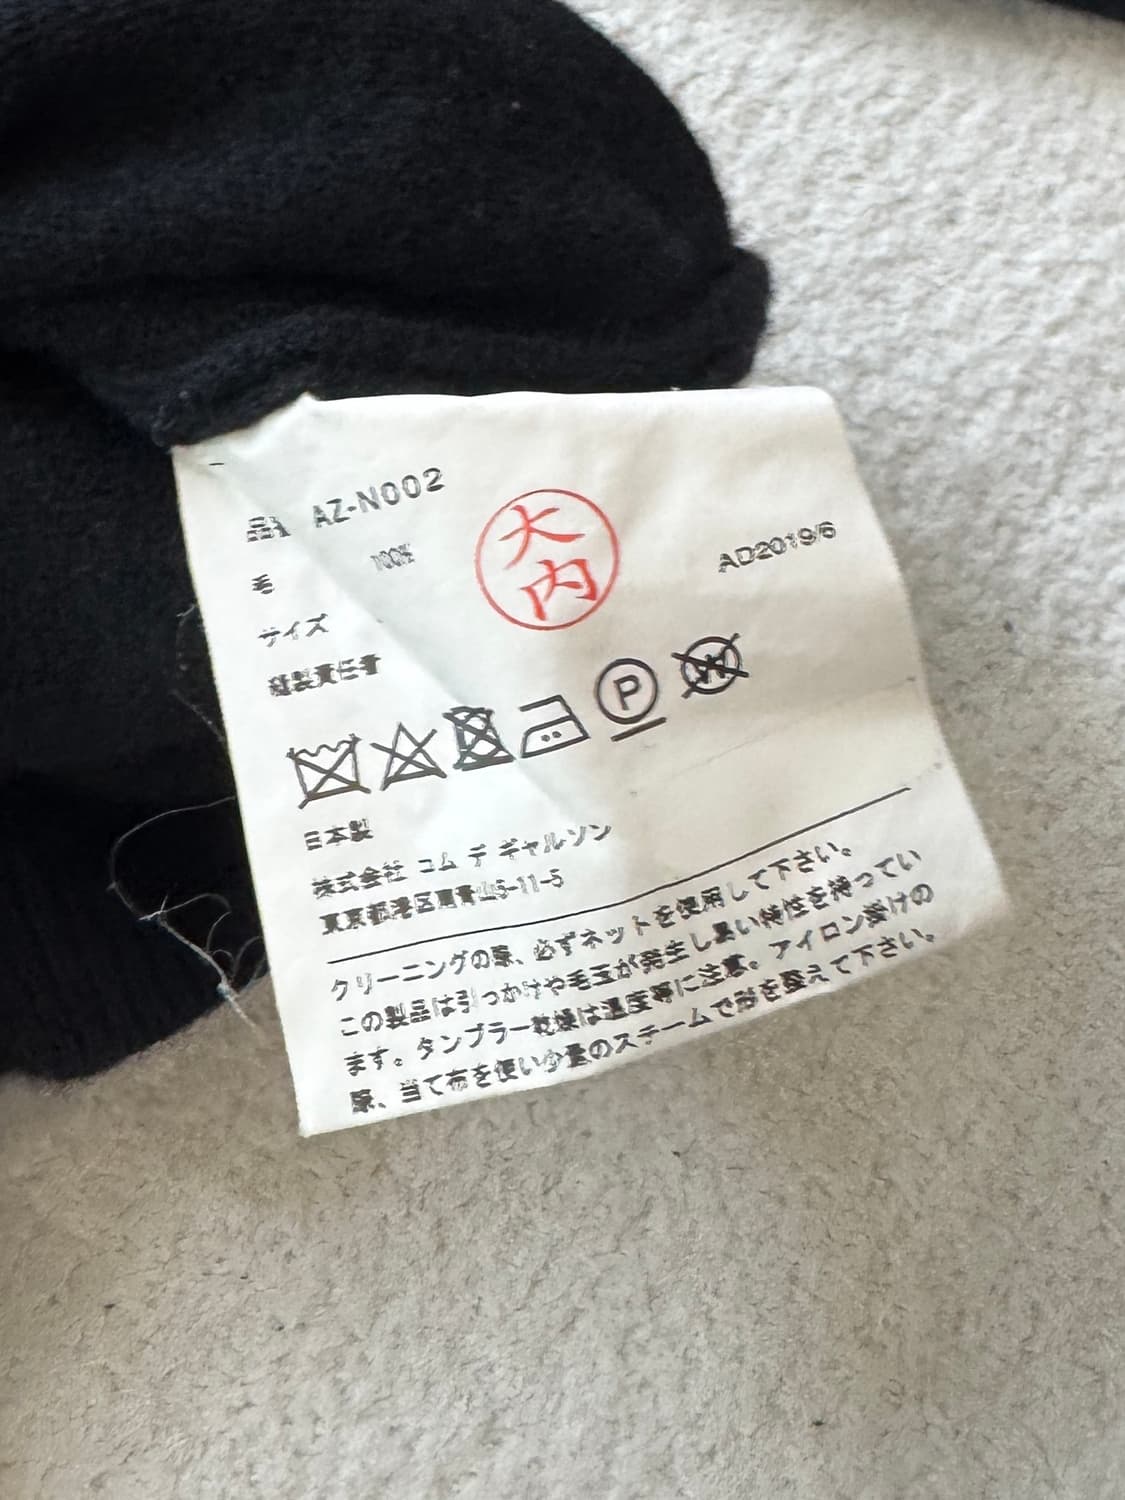 品番 AZ-N002
毛 100%
大内
AD2019/6
サイズ
縫製責任者
P
W
日本製
株式会社 コム デ ギャルソン
東京都港区南青山5-11-5
クリーニングの際、必ずネットを使用して下さい。
この製品は引っかけや毛玉が発生し易い特性を持ってい
ます。タンブラー乾燥は温度等に注意。アイロン掛けの
際、当て布を使い少量のスチームで形を整えて下さい。